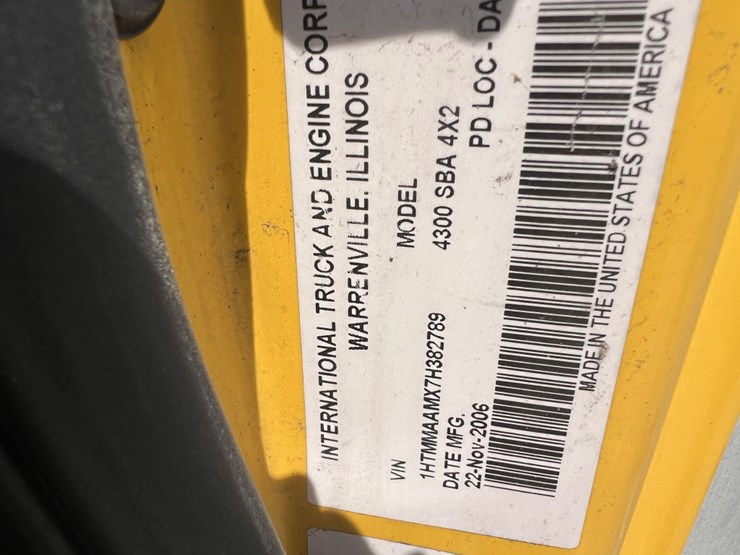 INTERNATIONAL TRUCK AND ENGINE CORP
WARRENVILLE, ILLINOIS
VIN
MODEL
1HTMMAAMX7H382789
4300 SBA 4X2
DATE MFG.
22-Nov-2006
PD LOC - DA
MADE IN THE UNITED STATES OF AMERICA